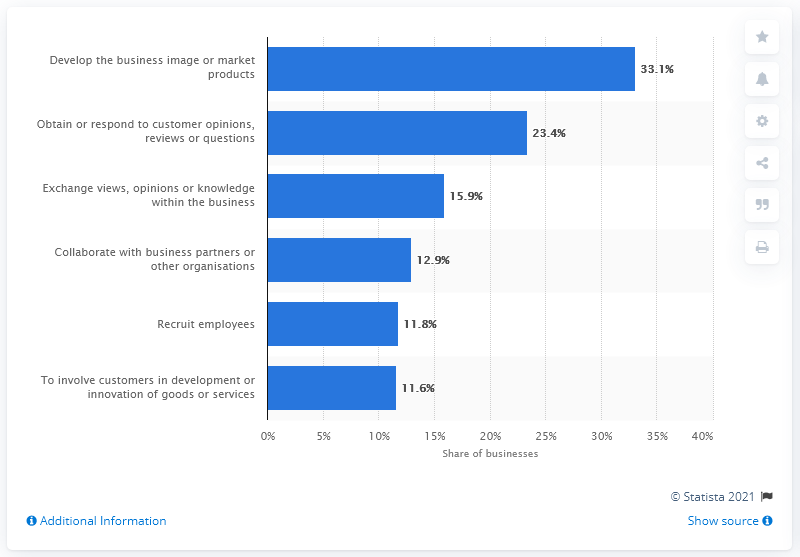 Develop the business image or market
products
33.1%
Obtain or respond to customer opinions,
reviews or questions
23.4%
Exchange views, opinions or knowledge
within the business
15.9%
Collaborate with business partners or
other organisations
12.9%
Recruit employees
11.8%
To involve customers in development or
innovation of goods or services
11.6%
0% 5% 10% 15% 20% 25% 30% 35% 40%
Share of businesses
© Statista 2021
Additional Information
Show source